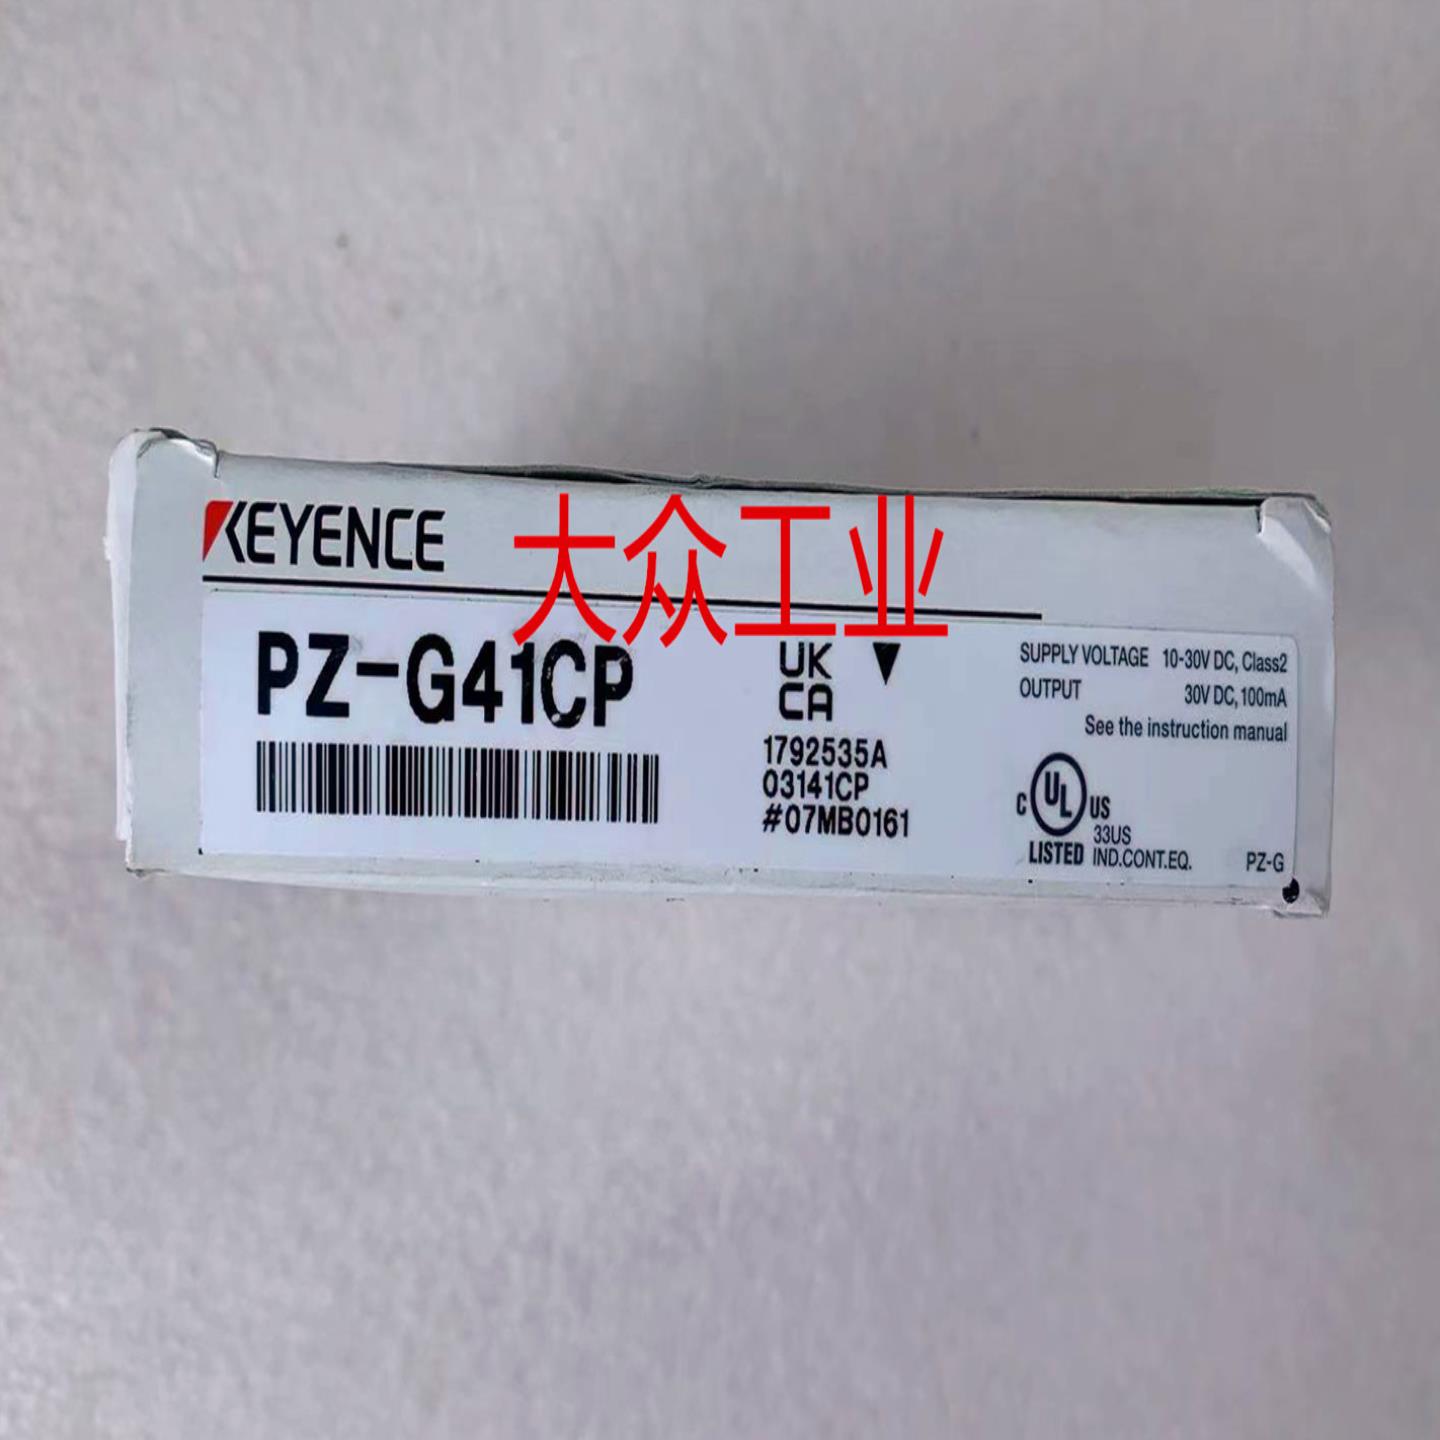 KEYENCE
大众工业
PZ-G41CP
UK
CA
1792535A
03141CP
#07MB0161
SUPPLY VOLTAGE 10-30V DC, Class2
OUTPUT 30V DC, 100mA
See the instruction manual
C UL US
33US
LISTED IND.CONT.EQ.
PZ-G